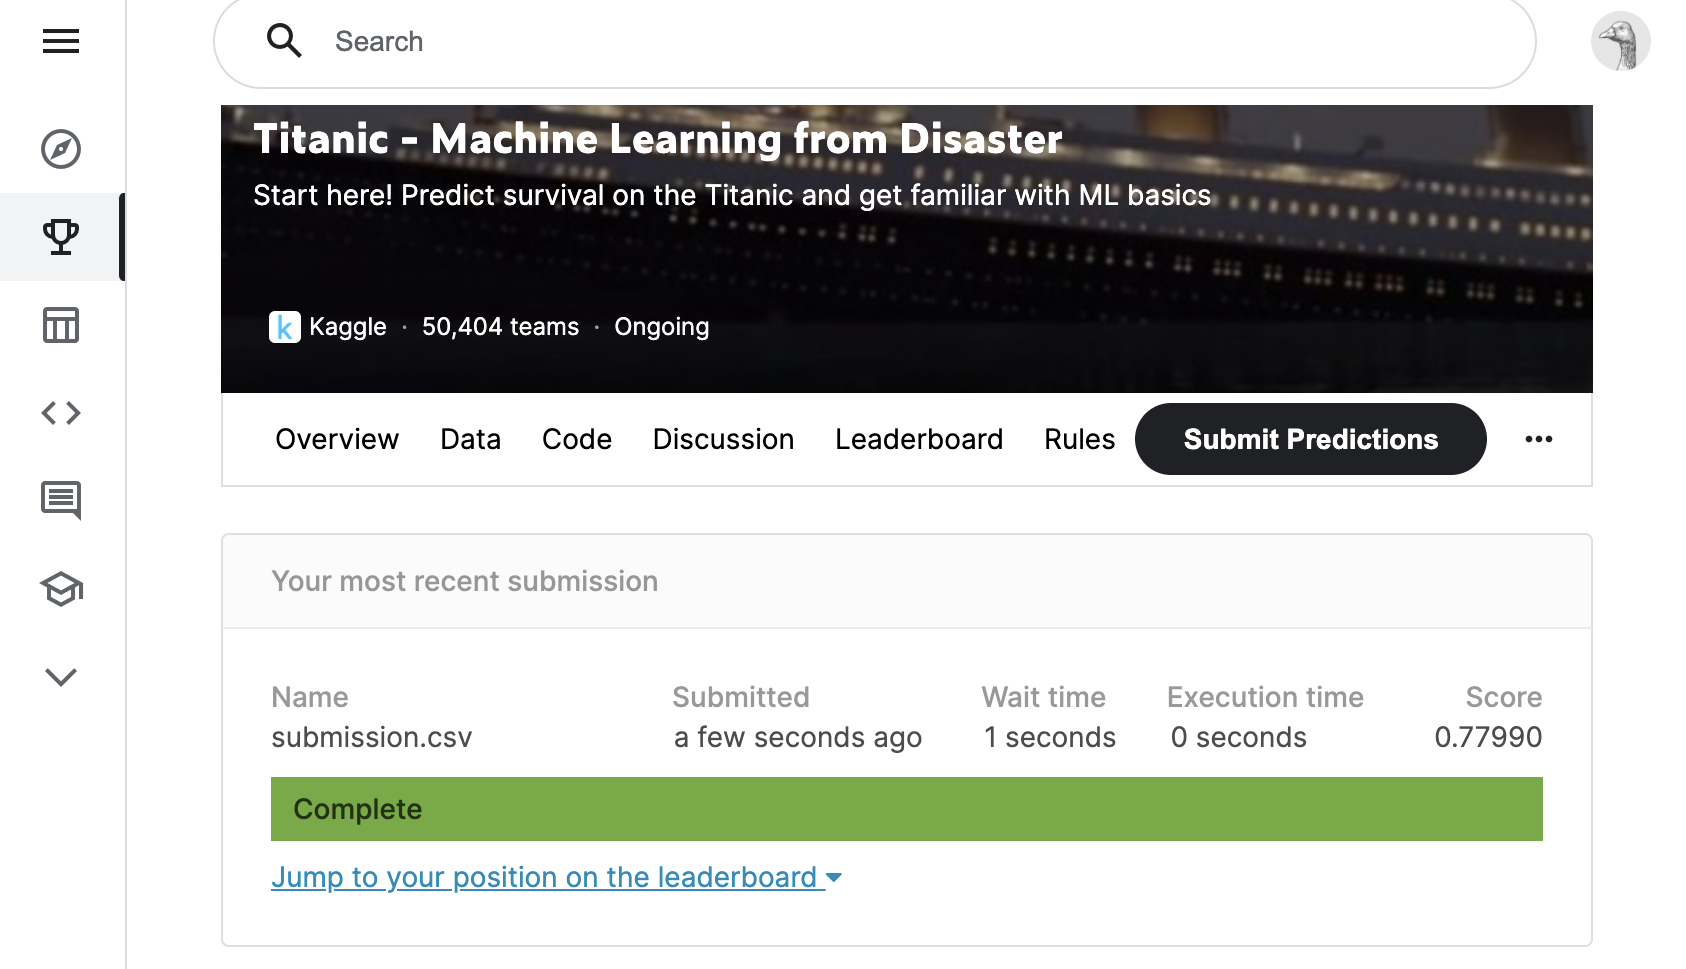 Search
Titanic - Machine Learning from Disaster
Start here! Predict survival on the Titanic and get familiar with ML basics
k Kaggle · 50,404 teams · Ongoing
Overview Data Code Discussion Leaderboard Rules Submit Predictions
Your most recent submission
Name Submitted Wait time Execution time Score
submission.csv a few seconds ago 1 seconds 0 seconds 0.77990
Complete
Jump to your position on the leaderboard